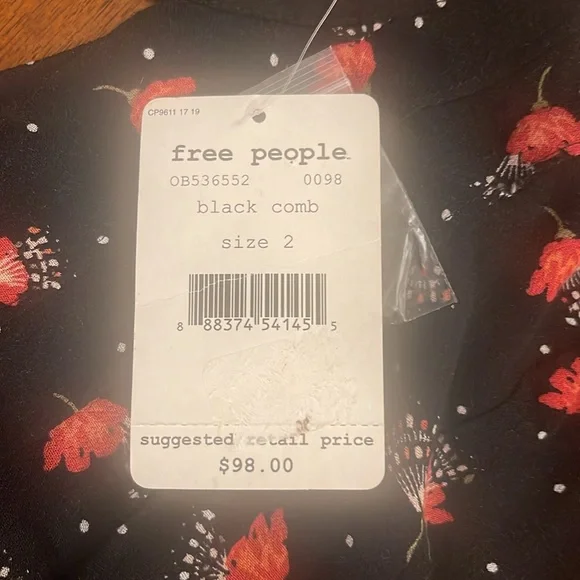 CP9611 17 19
free people
OB536552 0098
black comb
size 2
8 88374 54145 5
suggested retail price
$98.00